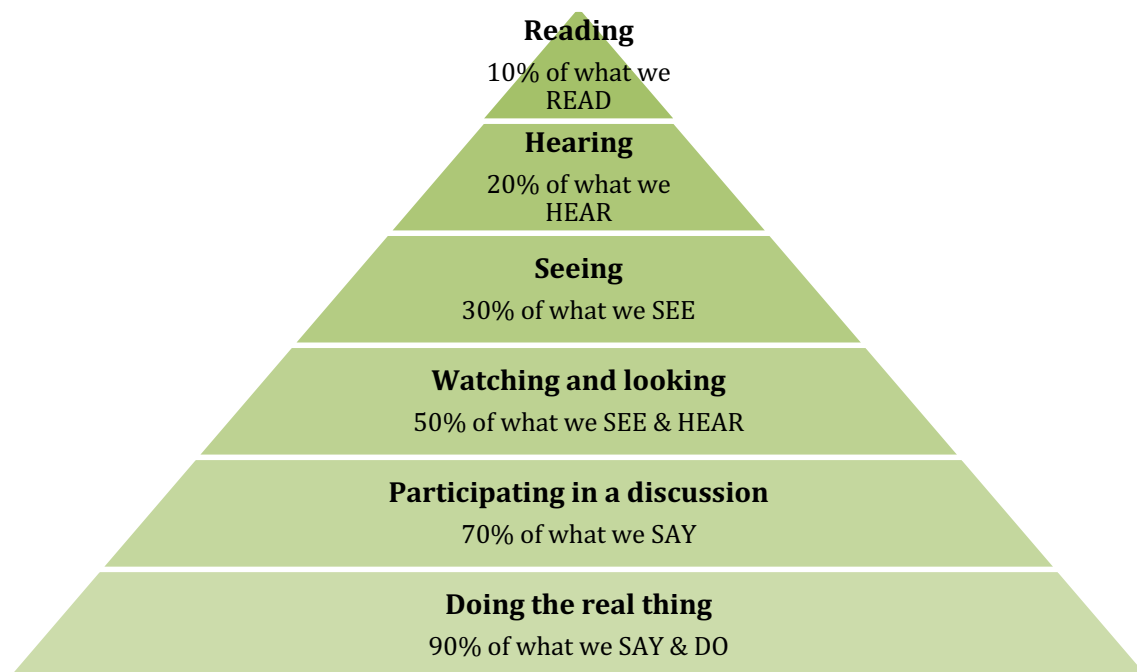 Reading
10% of what we
READ
Hearing
20% of what we
HEAR
Seeing
30% of what we SEE
Watching and looking
50% of what we SEE & HEAR
Participating in a discussion
70% of what we SAY
Doing the real thing
90% of what we SAY & DO